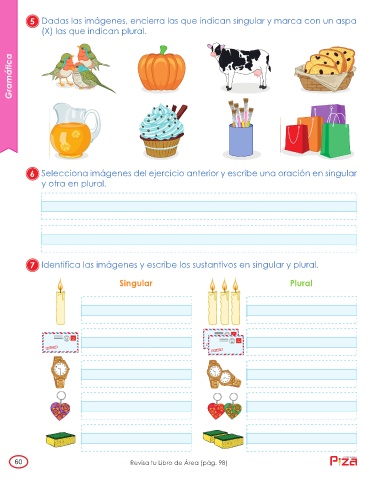 Gramática
5 Dadas las imágenes, encierra las que indican singular y marca con un aspa
(X) las que indican plural.
6 Selecciona imágenes del ejercicio anterior y escribe una oración en singular
y otra en plural.
7 Identifica las imágenes y escribe los sustantivos en singular y plural.
Singular
Plural
60
Revisa tu Libro de Área (pág. 98)